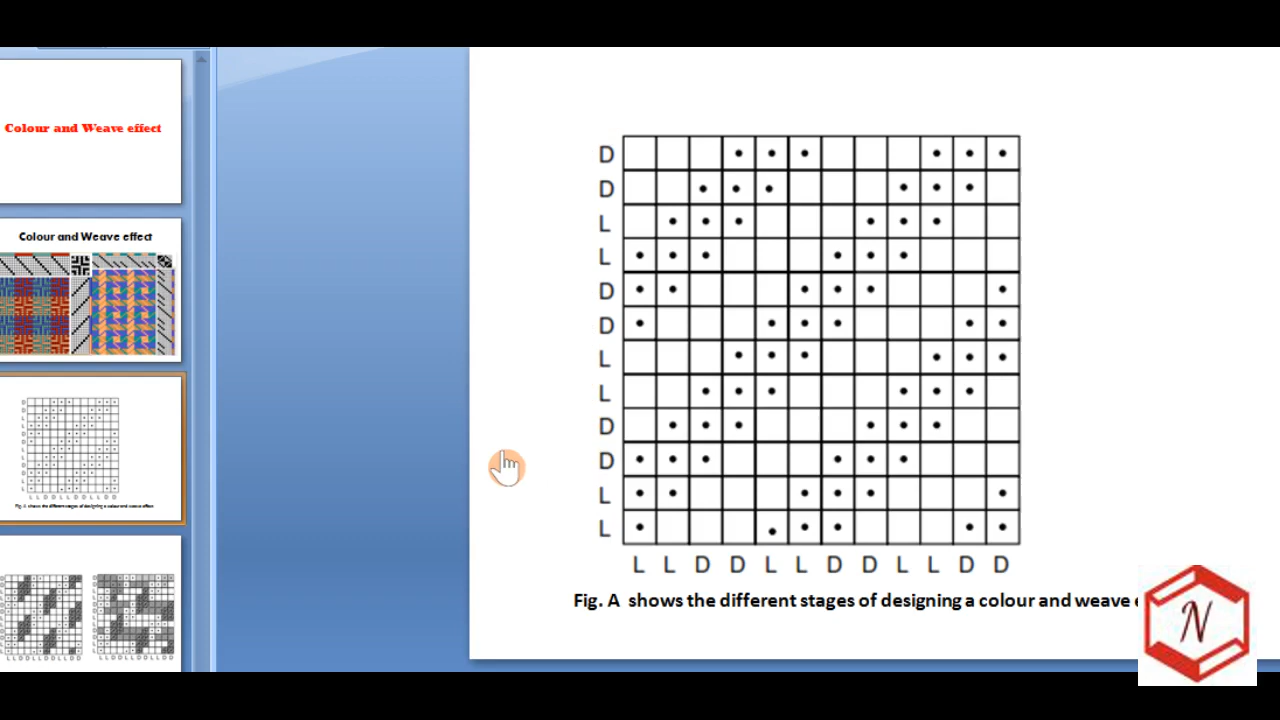 Colour and Weave effect
Colour and Weave effect
D
D
L
L
D
D
L
L
D
D
L
L
L L D D L L D D L L D D
Fig. A shows the different stages of designing a colour and weave
N